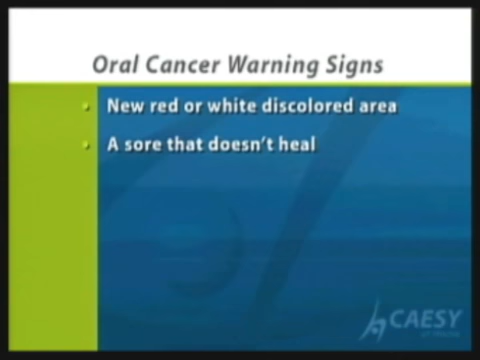 Oral Cancer Warning Signs
• New red or white discolored area
• A sore that doesn't heal
CAESY